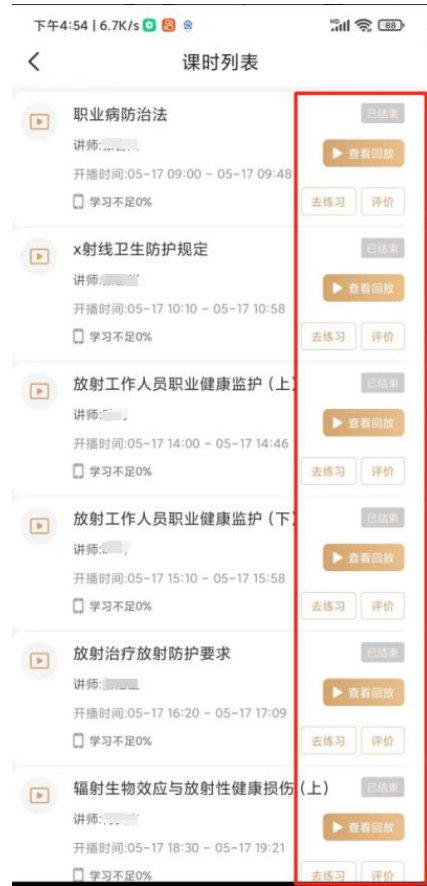 下午4:54 | 6.7K/s
HD
88
课时列表
职业病防治法
已结束
讲师:
查看回放
开播时间:05-17 09:00 - 05-17 09:48
学习不足0%
去练习
评价
x射线卫生防护规定
已结束
讲师:
查看回放
开播时间:05-17 10:10 - 05-17 10:58
学习不足0%
去练习
评价
放射工作人员职业健康监护（上）
已结束
讲师:
查看回放
开播时间:05-17 14:00 - 05-17 14:46
学习不足0%
去练习
评价
放射工作人员职业健康监护（下）
已结束
讲师:
查看回放
开播时间:05-17 15:10 - 05-17 15:58
学习不足0%
去练习
评价
放射治疗放射防护要求
已结束
讲师:
查看回放
开播时间:05-17 16:20 - 05-17 17:09
学习不足0%
去练习
评价
辐射生物效应与放射性健康损伤（上）
已结束
讲师:
查看回放
开播时间:05-17 18:30 - 05-17 19:21
学习不足0%
去练习
评价